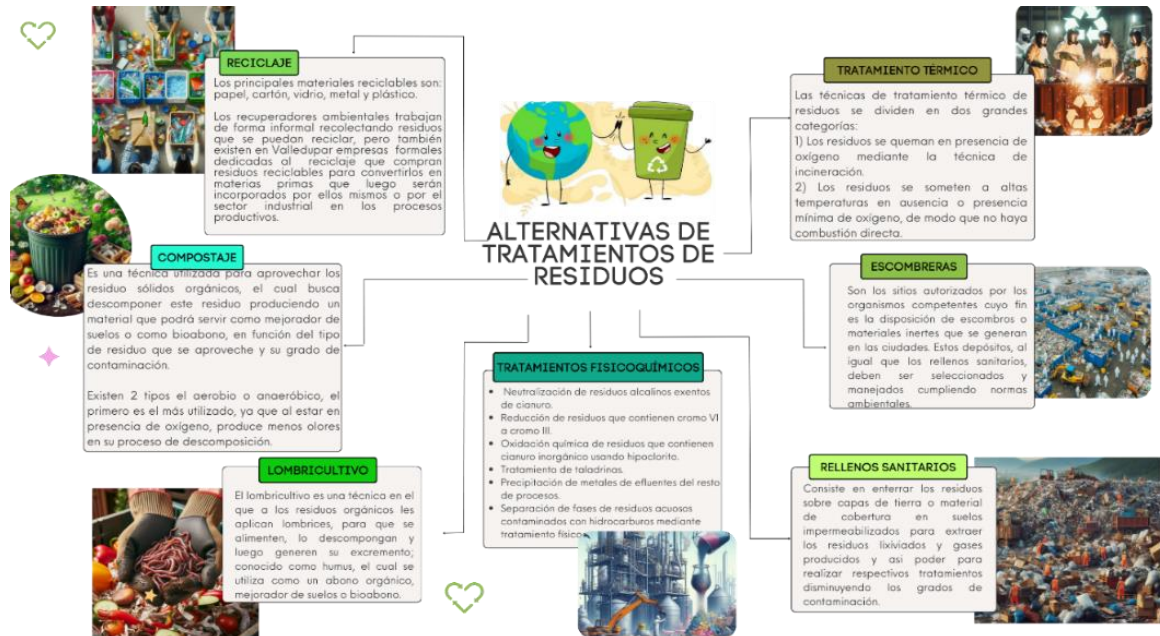 RECICLAJE
Los principales materiales reciclables son:
papel, cartón, vidrio, metal y plástico.
Los recuperadores ambientales trabajan
de forma informal recolectando residuos
que se puedan reciclar, pero también
existen en Valledupar empresas formales
dedicadas al reciclaje que compran
residuos reciclables para convertirlos en
materias primas que luego serán
incorporados por ellos mismos o por el
sector industrial en los procesos
productivos.
COMPOSTAJE
Es una técnica utilizada para aprovechar los
residuo sólidos orgánicos, el cual busca
descomponer este residuo produciendo un
material que podrá servir como mejorador de
suelos o como bioabono, en función del tipo
de residuo que se aproveche y su grado de
contaminación.
Existen 2 tipos el aerobio o anaeróbico, el
primero es el más utilizado, ya que al estar en
presencia de oxígeno, produce menos olores
en su proceso de descomposición.
LOMBRICULTIVO
El lombricultivo es una técnica en el
que a los residuos orgánicos les
aplican lombrices, para que se
alimenten, lo descompongan y
luego generen su excremento;
conocido como humus, el cual se
utiliza como un abono orgánico,
mejorador de suelos o bioabono.
ALTERNATIVAS DE
TRATAMIENTOS DE
RESIDUOS
TRATAMIENTOS FISICOQUÍMICOS
• Neutralización de residuos alcalinos exentos
de cianuro.
• Reducción de residuos que contienen cromo VI
a cromo III.
• Oxidación química de residuos que contienen
cianuro inorgánico usando hipoclorito.
• Tratamiento de taladrinas.
• Precipitación de metales de efluentes del resto
de procesos.
• Separación de fases de residuos acuosos
contaminados con hidrocarburos mediante
tratamiento físico
TRATAMIENTO TÉRMICO
Las técnicas de tratamiento térmico de
residuos se dividen en dos grandes
categorías:
1) Los residuos se queman en presencia de
oxígeno mediante la técnica de
incineración.
2) Los residuos se someten a altas
temperaturas en ausencia o presencia
mínima de oxígeno, de modo que no haya
combustión directa.
ESCOMBRERAS
Son los sitios autorizados por los
organismos competentes cuyo fin
es la disposición de escombros o
materiales inertes que se generan
en las ciudades. Estos depósitos, al
igual que los rellenos sanitarios,
deben ser seleccionados y
manejados cumpliendo normas
ambientales.
RELLENOS SANITARIOS
Consiste en enterrar los residuos
sobre capas de tierra o material
de cobertura en suelos
impermeabilizados para extraer
los residuos lixiviados y gases
producidos y asi poder para
realizar respectivos tratamientos
disminuyendo los grados de
contaminación.